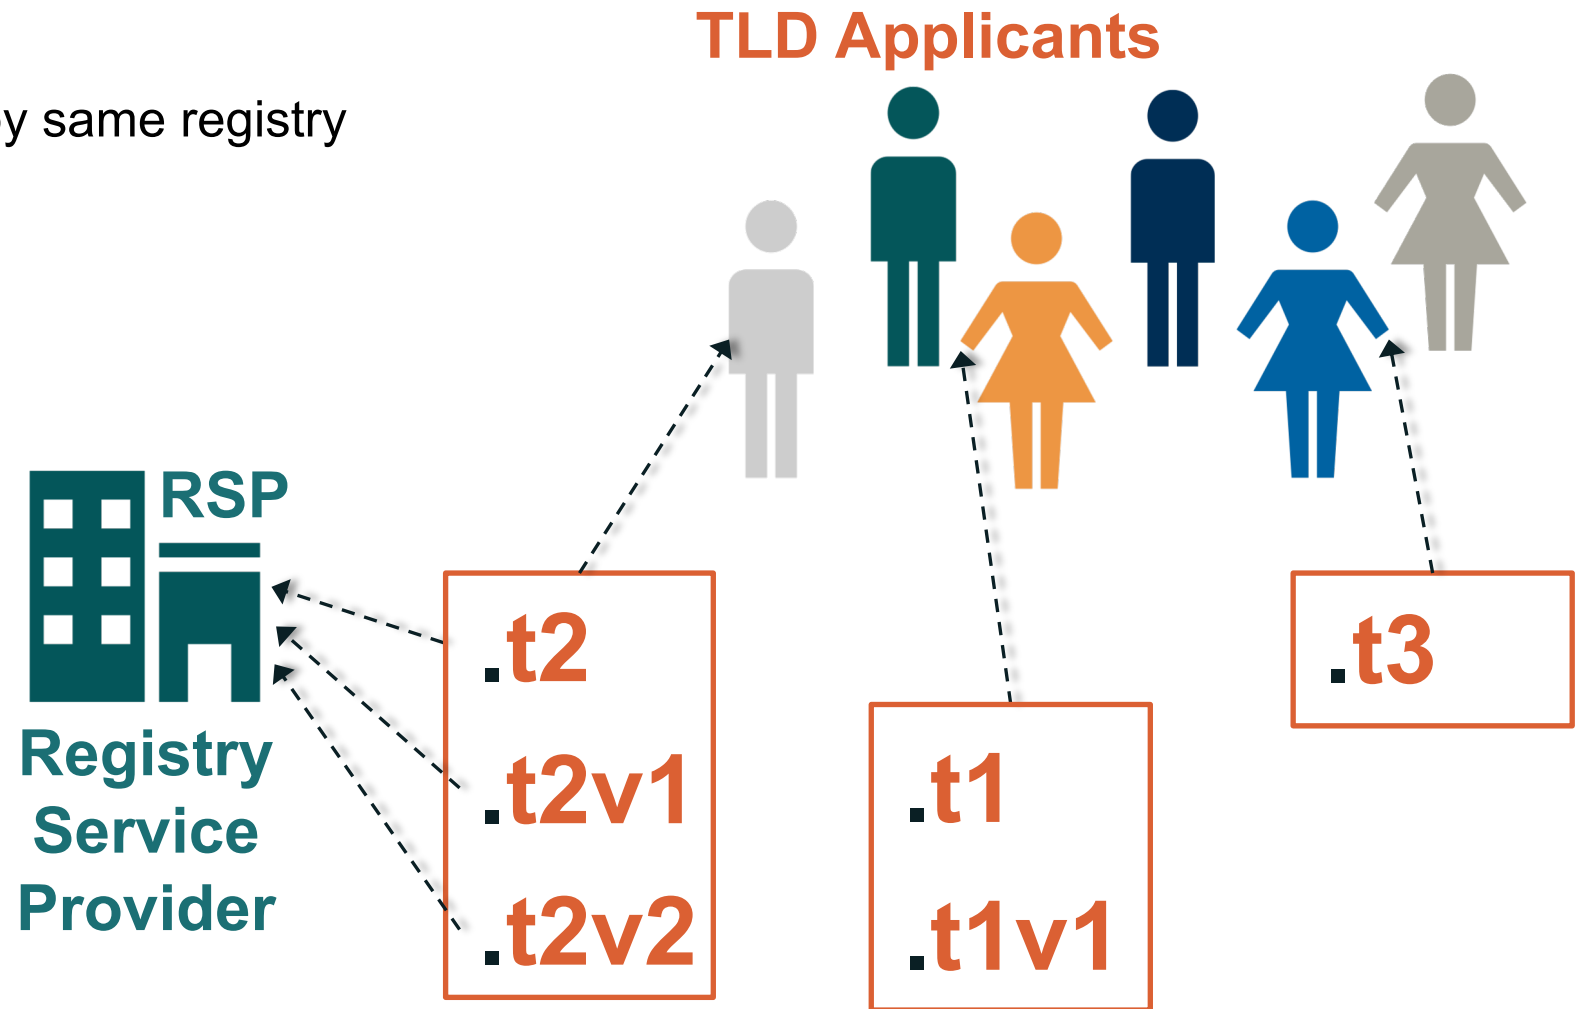 TLD Applicants
same registry
RSP
Registry
Service
Provider
.t2
.t2v1
.t2v2
.t1
.t1v1
.t3